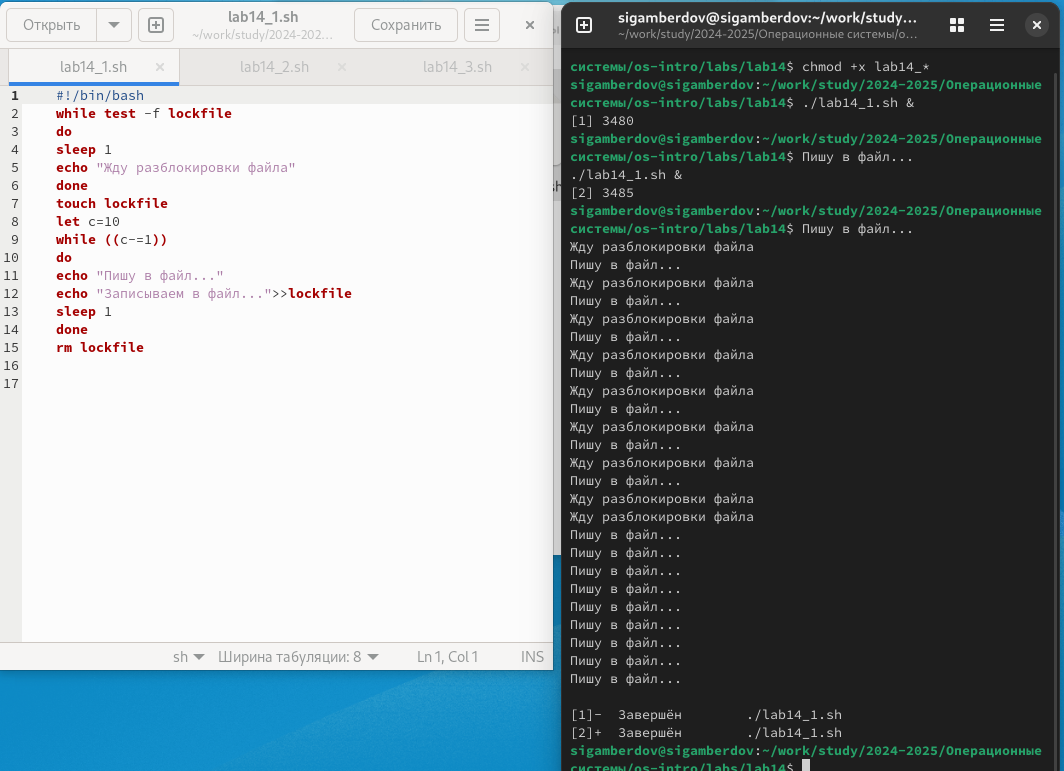 Открыть
lab14_1.sh
~/work/study/2024-202…
Сохранить
lab14_1.sh
lab14_2.sh
lab14_3.sh
1 #!/bin/bash
2 while test -f lockfile
3 do
4 sleep 1
5 echo "Жду разблокировки файла"
6 done
7 touch lockfile
8 let c=10
9 while ((c-=1))
10 do
11 echo "Пишу в файл..."
12 echo "Записываем в файл...">>lockfile
13 sleep 1
14 done
15 rm lockfile
16
17
sh
Ширина табуляции: 8
Ln 1, Col 1
INS
sigamberdov@sigamberdov:~/work/study…
~/work/study/2024-2025/Операционные системы/o…
системы/os-intro/labs/lab14$ chmod +x lab14_*
sigamberdov@sigamberdov:~/work/study/2024-2025/Операционные
системы/os-intro/labs/lab14$ ./lab14_1.sh &
[1] 3480
sigamberdov@sigamberdov:~/work/study/2024-2025/Операционные
системы/os-intro/labs/lab14$ Пишу в файл...
./lab14_1.sh &
[2] 3485
sigamberdov@sigamberdov:~/work/study/2024-2025/Операционные
системы/os-intro/labs/lab14$ Пишу в файл...
Жду разблокировки файла
Пишу в файл...
Жду разблокировки файла
Пишу в файл...
Жду разблокировки файла
Пишу в файл...
Жду разблокировки файла
Пишу в файл...
Жду разблокировки файла
Пишу в файл...
Жду разблокировки файла
Пишу в файл...
Жду разблокировки файла
Пишу в файл...
Жду разблокировки файла
Жду разблокировки файла
Пишу в файл...
Пишу в файл...
Пишу в файл...
Пишу в файл...
Пишу в файл...
Пишу в файл...
Пишу в файл...
Пишу в файл...
Пишу в файл...
[1]- Завершён ./lab14_1.sh
[2]+ Завершён ./lab14_1.sh
sigamberdov@sigamberdov:~/work/study/2024-2025/Операционные
системы/os-intro/labs/lab14$